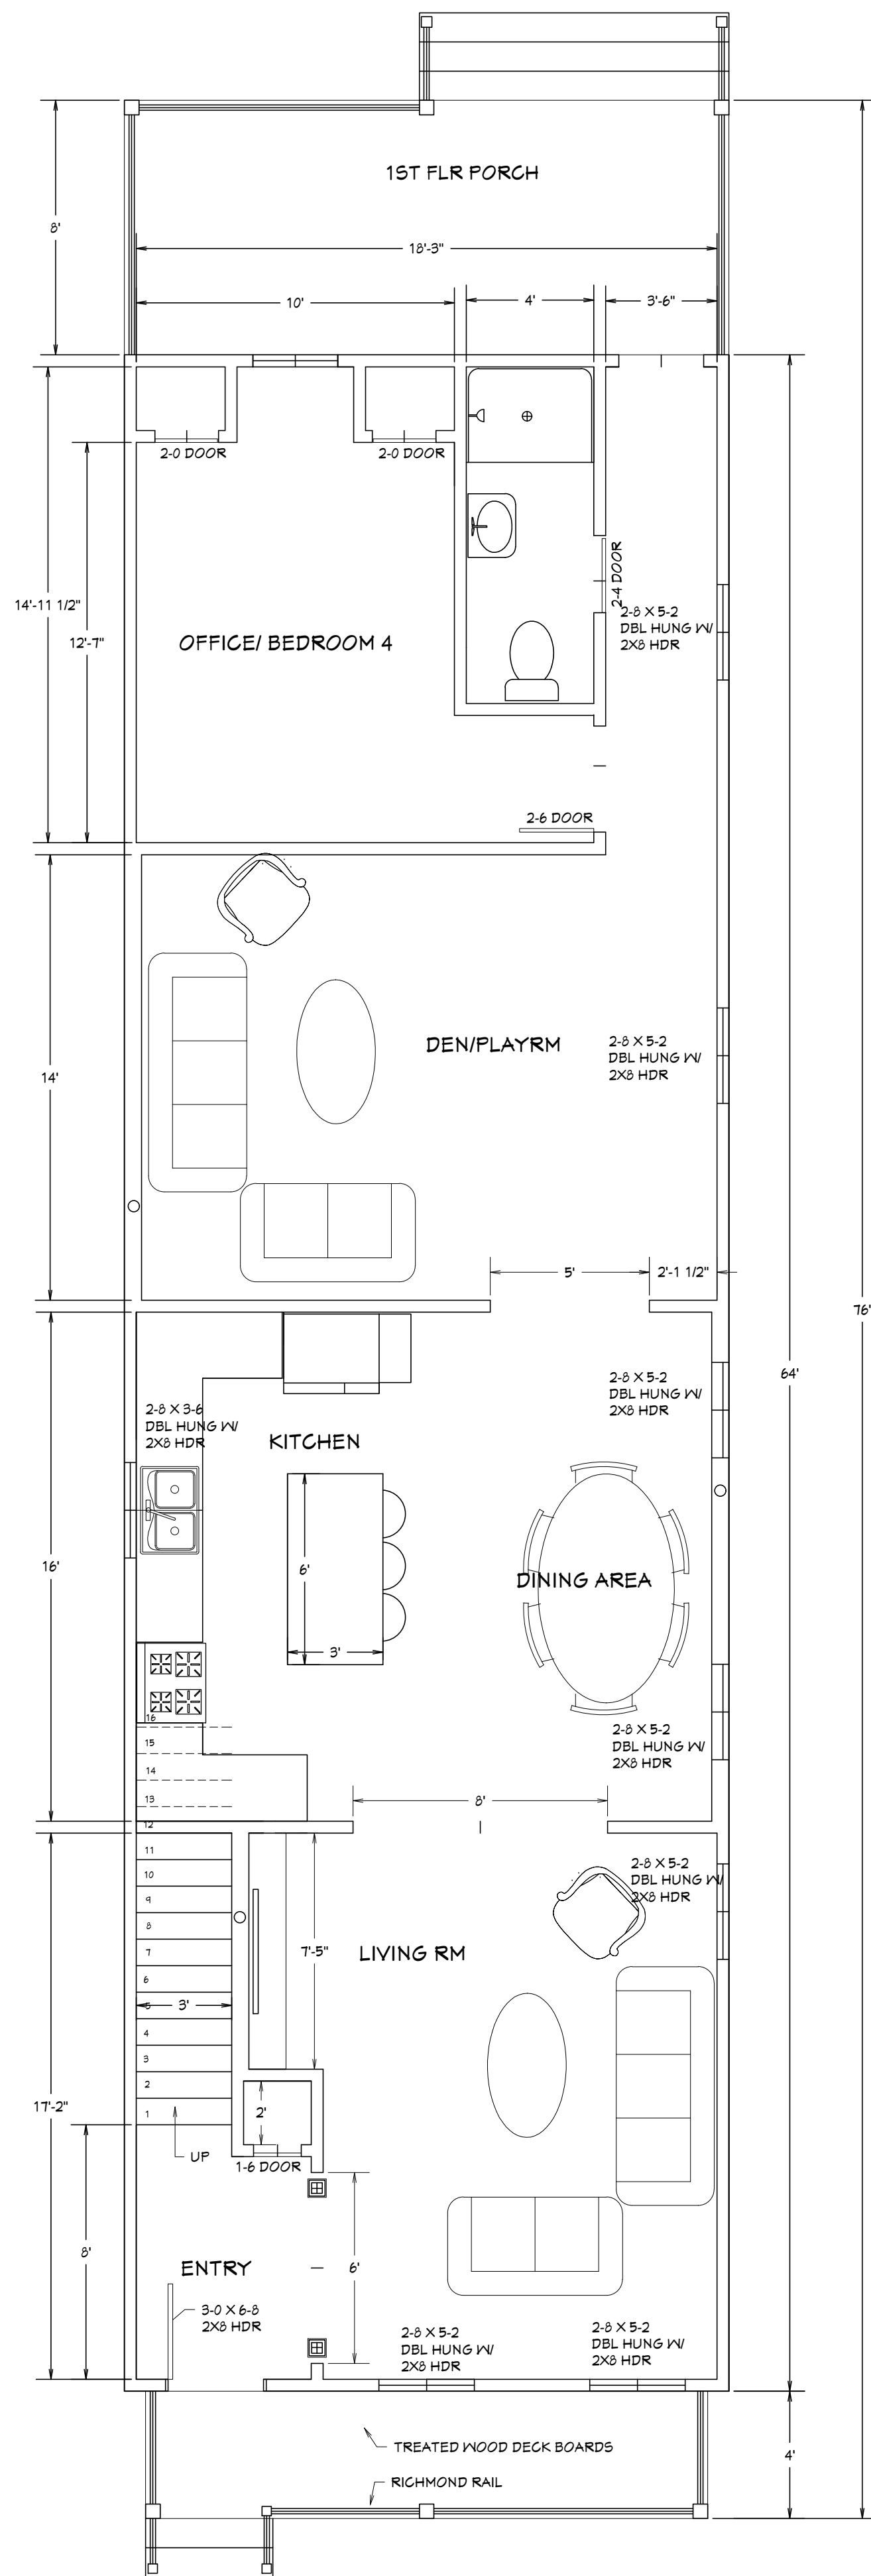 1ST FLR PORCH
8'
18'-3"
10'
4'
3'-6"
2-0 DOOR
2-0 DOOR
2-4 DOOR
14'-11 1/2"
2-8 X 5-2
DBL HUNG W/
2X8 HDR
12'-7"
OFFICE/ BEDROOM 4
2-6 DOOR
DEN/PLAYRM
2-8 X 5-2
DBL HUNG W/
2X8 HDR
14'
5'
2'-1 1/2"
76'
64'
2-8 X 5-2
DBL HUNG W/
2X8 HDR
2-8 X 3-6
DBL HUNG W/
2X8 HDR
KITCHEN
16'
6'
DINING AREA
3'
16
15
14
13
12
2-8 X 5-2
DBL HUNG W/
2X8 HDR
8'
11
10
9
8
7
6
5
4
3
2
1
3'
2-8 X 5-2
DBL HUNG W/
2X8 HDR
7'-5"
LIVING RM
17'-2"
2'
UP
1-6 DOOR
8'
ENTRY
6'
3-0 X 6-8
2X8 HDR
2-8 X 5-2
DBL HUNG W/
2X8 HDR
2-8 X 5-2
DBL HUNG W/
2X8 HDR
TREATED WOOD DECK BOARDS
4'
RICHMOND RAIL